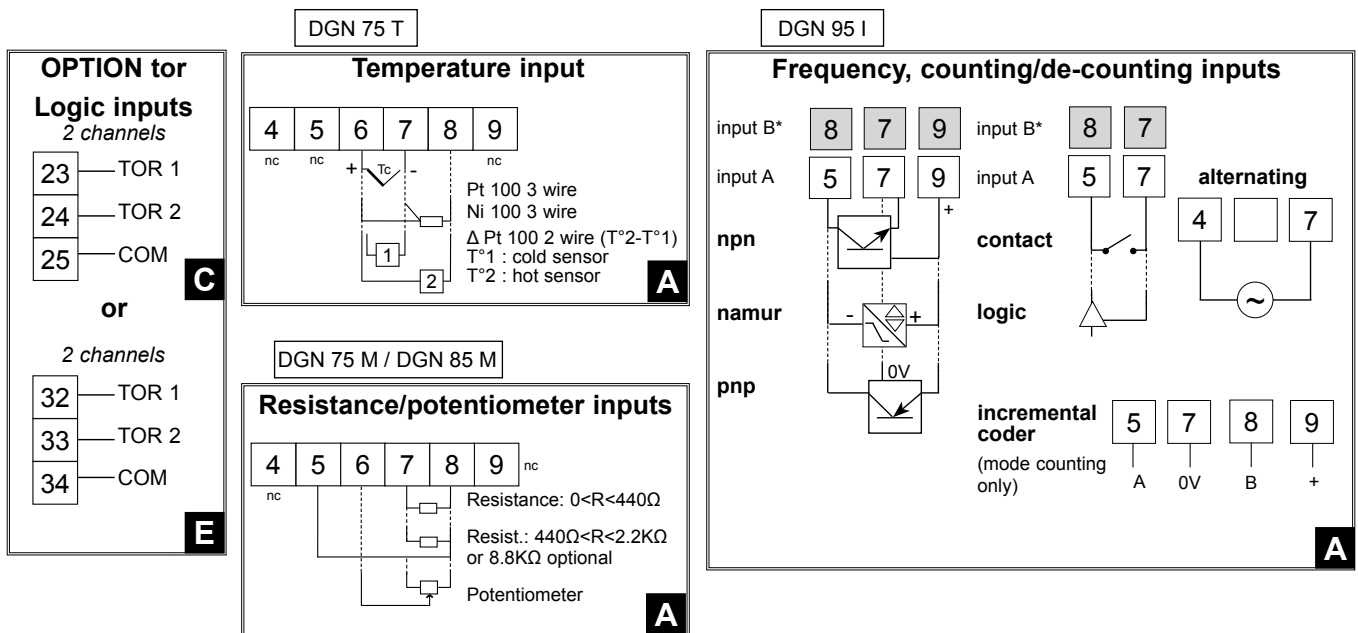 OPTION tor
Logic inputs
2 channels
23 TOR 1
24 TOR 2
25 COM
C
or
2 channels
32 TOR 1
33 TOR 2
34 COM
E
DGN 75 T
Temperature input
4 5 6 7 8 9
nc nc nc
+ Tc -
Pt 100 3 wire
Ni 100 3 wire
Δ Pt 100 2 wire (T°2-T°1)
1 T°1 : cold sensor
2 T°2 : hot sensor
A
DGN 75 M / DGN 85 M
Resistance/potentiometer inputs
4 5 6 7 8 9 nc
nc
Resistance: 0<R<440Ω
Resist.: 440Ω<R<2.2KΩ
or 8.8KΩ optional
Potentiometer
A
DGN 95 I
Frequency, counting/de-counting inputs
input B* 8 7 9
input A 5 7 9
+
npn
namur - +
0V
pnp
input B* 8 7
input A 5 7
contact
logic
alternating
4 7
~
incremental
coder
(mode counting
only)
5 7 8 9
A 0V B +
A